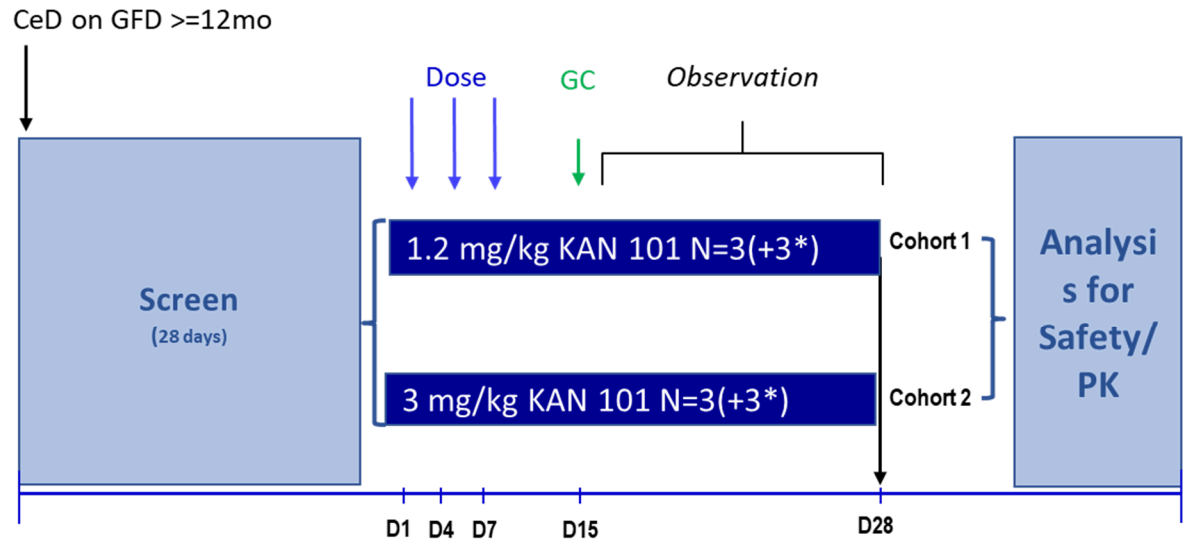 CeD on GFD >=12mo
Dose
GC
Observation
Screen
(28 days)
1.2 mg/kg KAN 101 N=3(+3*)
Cohort 1
3 mg/kg KAN 101 N=3(+3*)
Cohort 2
Analysi
s for
Safety/
PK
D1
D4
D7
D15
D28